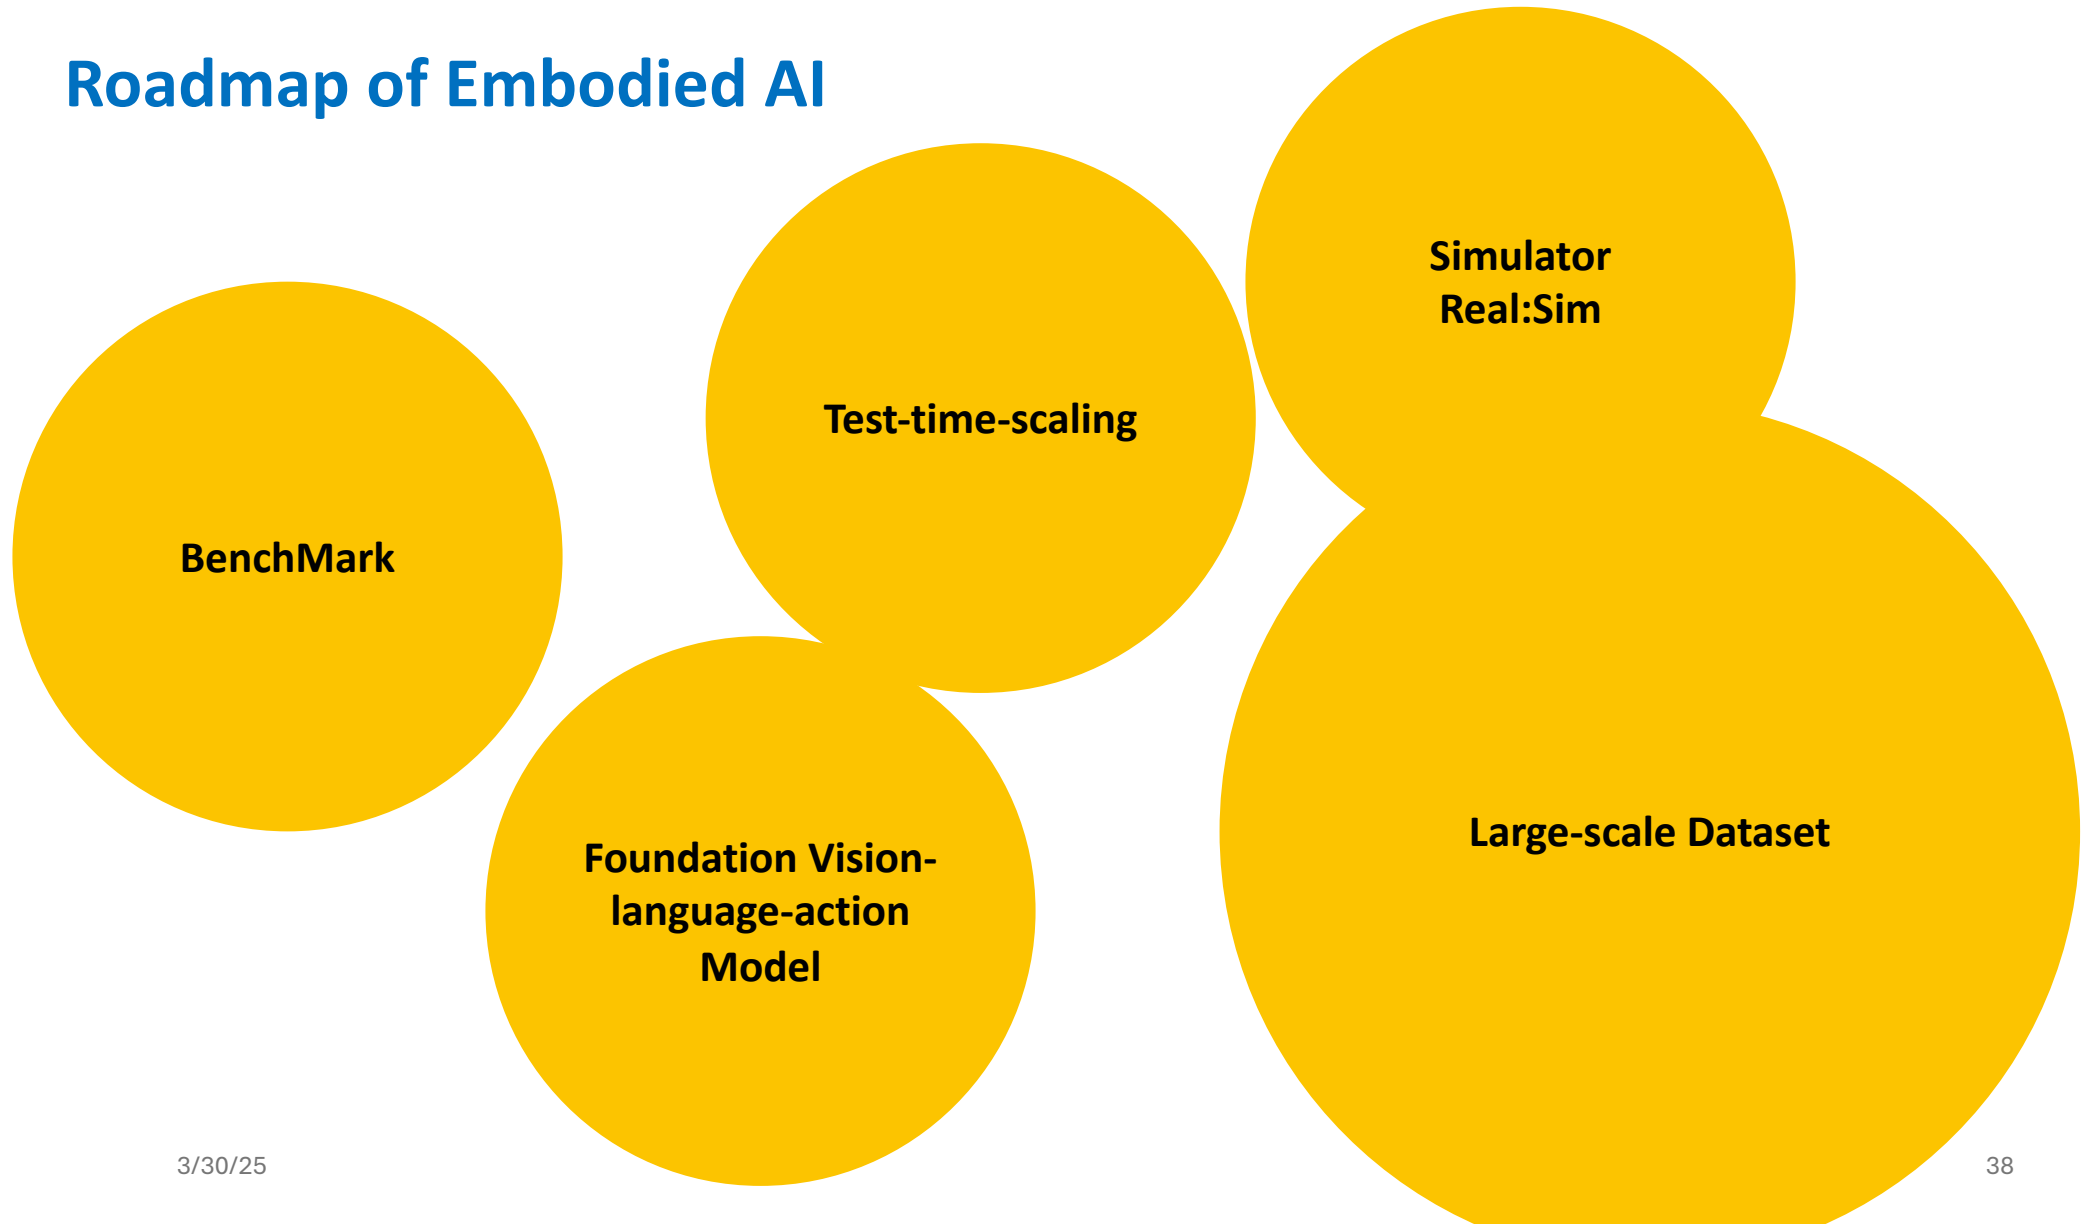 Roadmap of Embodied AI
Simulator
Real:Sim
Test-time-scaling
BenchMark
Foundation Vision-
language-action
Model
Large-scale Dataset
3/30/25
38